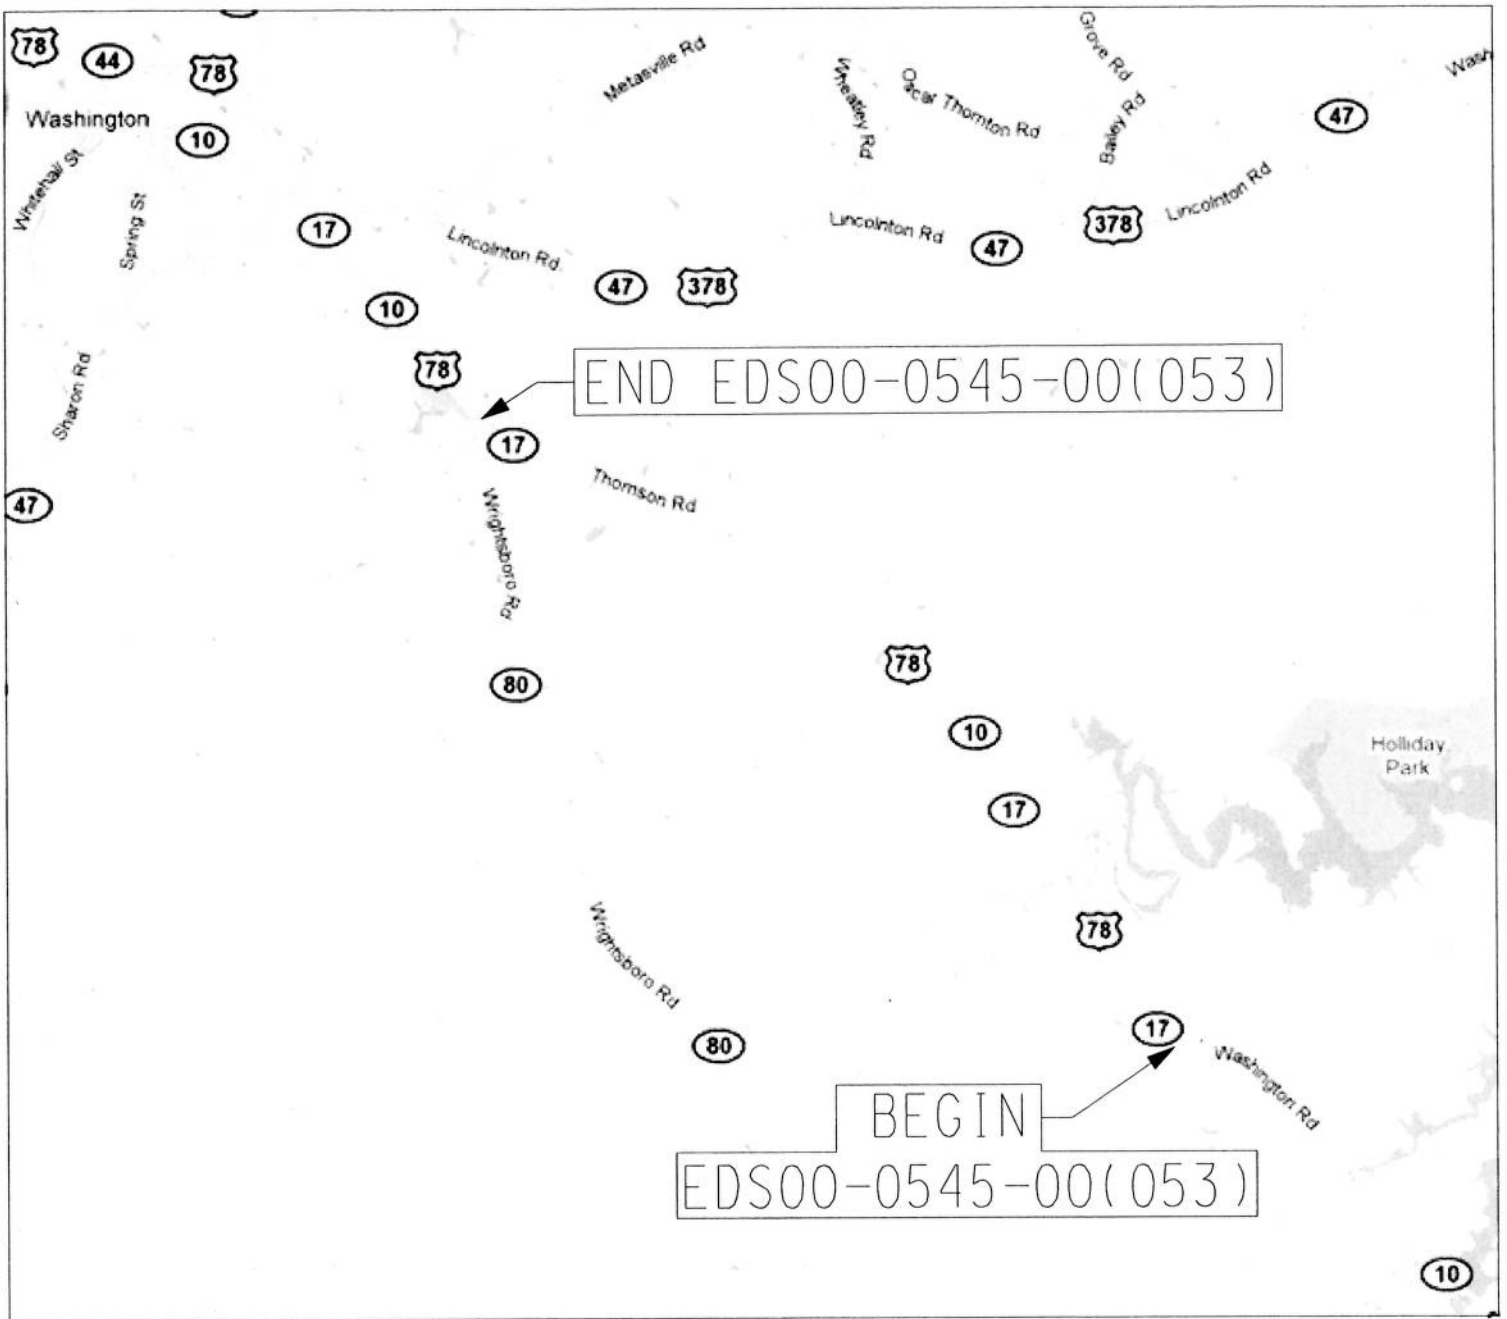 78
44
78
Washington
10
Whitehall St
Spring St
17
10
78
Sharon Rd
47
Metasville Rd
Wheatley Rd
Oscar Thornton Rd
Grove Rd
Bailey Rd
Wash
47
Lincolnton Rd
47
378
Lincolnton Rd
47
378
Lincolnton Rd
END EDS00-0545-00(053)
17
Thomson Rd
Wrightsboro Rd
80
78
10
17
Holliday
Park
78
Wrightsboro Rd
80
17
Washington Rd
BEGIN
EDS00-0545-00(053)
10